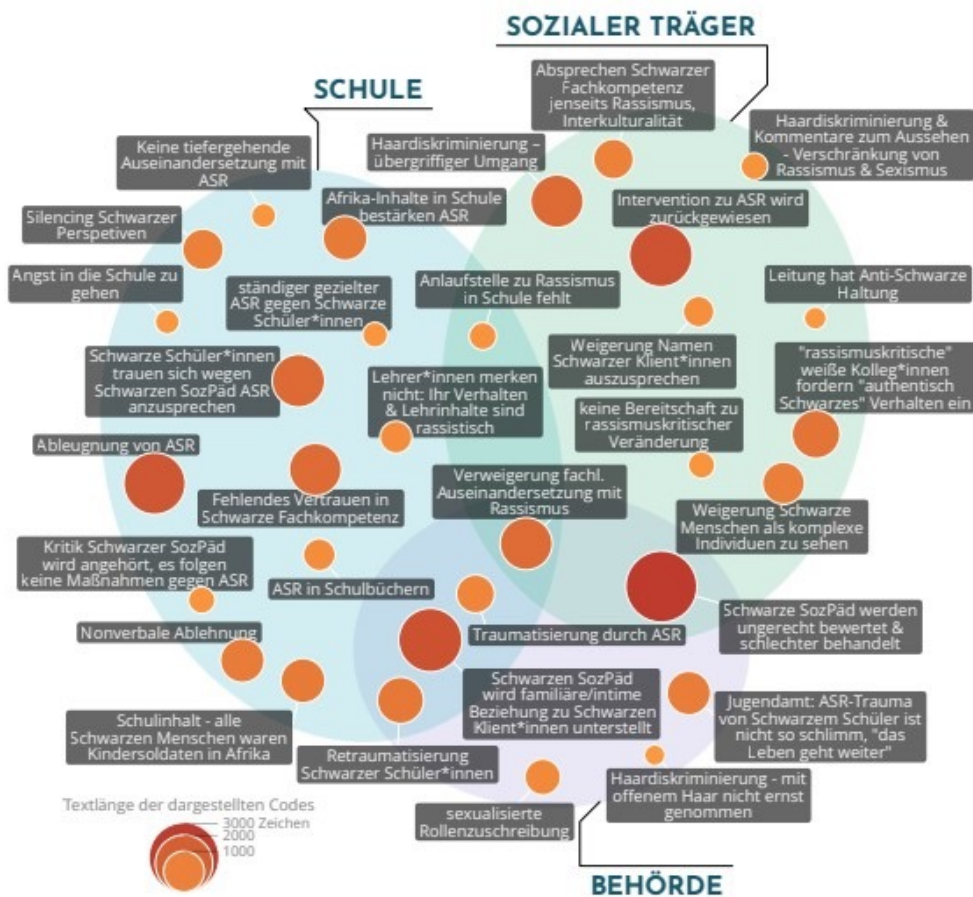 SOZIALER TRÄGER
SCHULE
Absprechen Schwarzer
Fachkompetenz
jenseits Rassismus,
Interkulturalität
Haardiskriminierung &
Kommentare zum Aussehen
- Verschränkung von
Rassismus & Sexismus
Keine tiefergehende
Auseinandersetzung mit
ASR
Haardiskriminierung –
übergriffiger Umgang
Afrika-Inhalte in Schule
bestärken ASR
Intervention zu ASR wird
zurückgewiesen
Silencing Schwarzer
Perspetiven
Angst in die Schule zu
gehen
ständiger gezielter
ASR gegen Schwarze
Schüler*innen
Anlaufstelle zu Rassismus
in Schule fehlt
Leitung hat Anti-Schwarze
Haltung
Weigerung Namen
Schwarzer Klient*innen
auszusprechen
Schwarze Schüler*innen
trauen sich wegen
Schwarzen SozPäd ASR
anzusprechen
Lehrer*innen merken
nicht: Ihr Verhalten
& Lehrinhalte sind
rassistisch
"rassismuskritische"
weiße Kolleg*innen
fordern "authentisch
Schwarzes" Verhalten ein
keine Bereitschaft zu
rassismuskritischer
Veränderung
Ableugnung von ASR
Fehlendes Vertrauen in
Schwarze Fachkompetenz
Verweigerung fachl.
Auseinandersetzung mit
Rassismus
Weigerung Schwarze
Menschen als komplexe
Individuen zu sehen
Kritik Schwarzer SozPäd
wird angehört, es folgen
keine Maßnahmen gegen ASR
ASR in Schulbüchern
Nonverbale Ablehnung
Traumatisierung durch ASR
Schwarze SozPäd werden
ungerecht bewertet &
schlechter behandelt
Schulinhalt - alle
Schwarzen Menschen waren
Kindersoldaten in Afrika
Retraumatisierung
Schwarzer Schüler*innen
Schwarzen SozPäd
wird familiäre/intime
Beziehung zu Schwarzen
Klient*innen unterstellt
Jugendamt: ASR-Trauma
von Schwarzem Schüler ist
nicht so schlimm, "das
Leben geht weiter"
sexualisierte
Rollenzuschreibung
Haardiskriminierung - mit
offenem Haar nicht ernst
genommen
Textlänge der dargestellten Codes
3000 Zeichen
2000
1000
BEHÖRDE